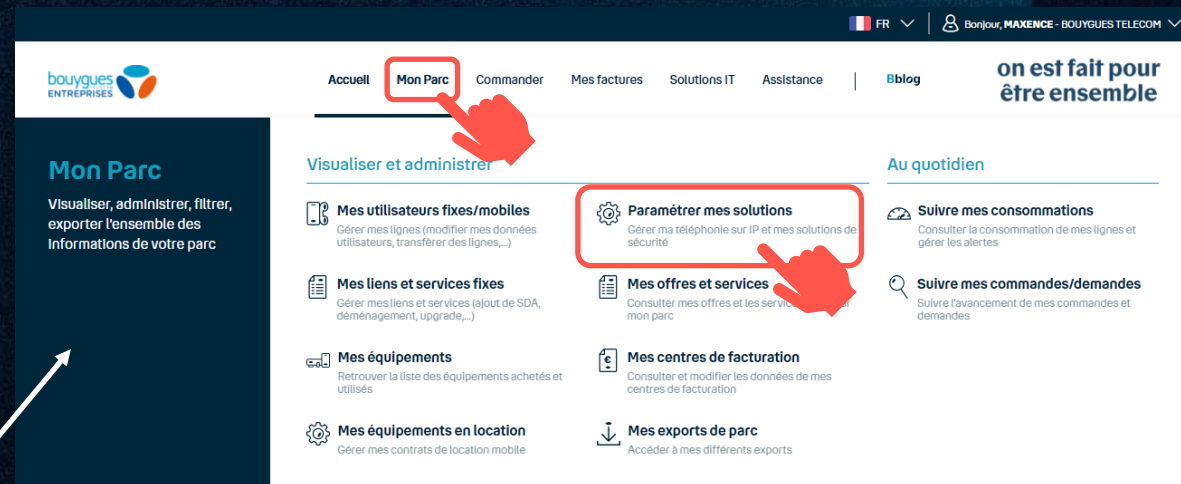 FR
Bonjour, MAXENCE - BOUYGUES TELECOM
bouygues
ENTREPRISES
Accueil
Mon Parc
Commander
Mes factures
Solutions IT
Assistance
Bblog
on est fait pour
être ensemble
Mon Parc
Visualiser, administrer, filtrer,
exporter l'ensemble des
Informations de votre parc
Visualiser et administrer
Mes utilisateurs fixes/mobiles
Gérer mes lignes (modifier mes données
utilisateurs, transférer des lignes,...)
Mes liens et services fixes
Gérer mes liens et services (ajout de SDA,
déménagement, upgrade,...)
Mes équipements
Retrouver la liste des équipements achetés et
utilisés
Mes équipements en location
Gérer mes contrats de location mobile
Paramétrer mes solutions
Gérer ma téléphonie sur IP et mes solutions de
sécurité
Mes offres et services
Consulter mes offres et les
mon parc
Mes centres de facturation
Consulter et modifier les données de mes
centres de facturation
Mes exports de parc
Accéder à mes différents exports
Au quotidien
Suivre mes consommations
Consulter la consommation de mes lignes et
gérer les alertes
Suivre mes commandes/demandes
Suivre l'avancement de mes commandes et
demandes